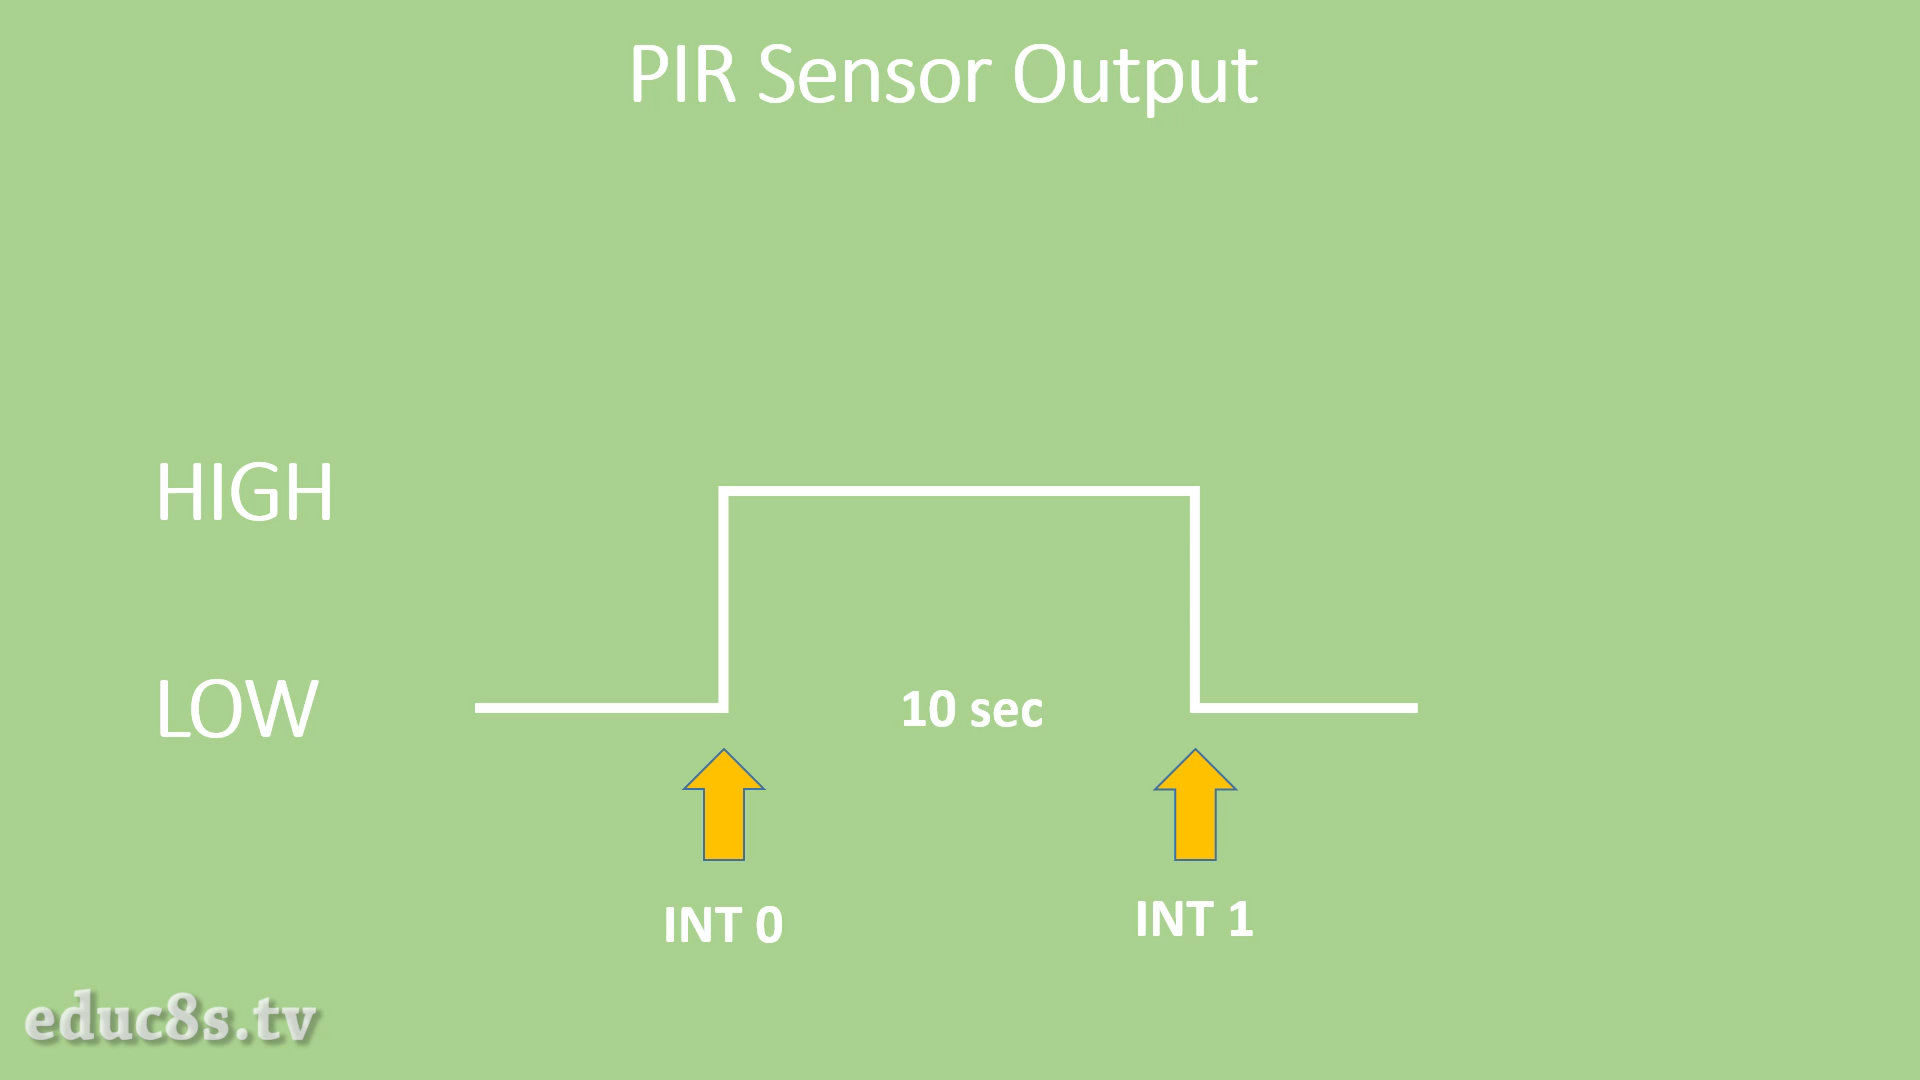 PIR Sensor Output
HIGH
LOW
10 sec
INT 0
INT 1
educ8s.tv